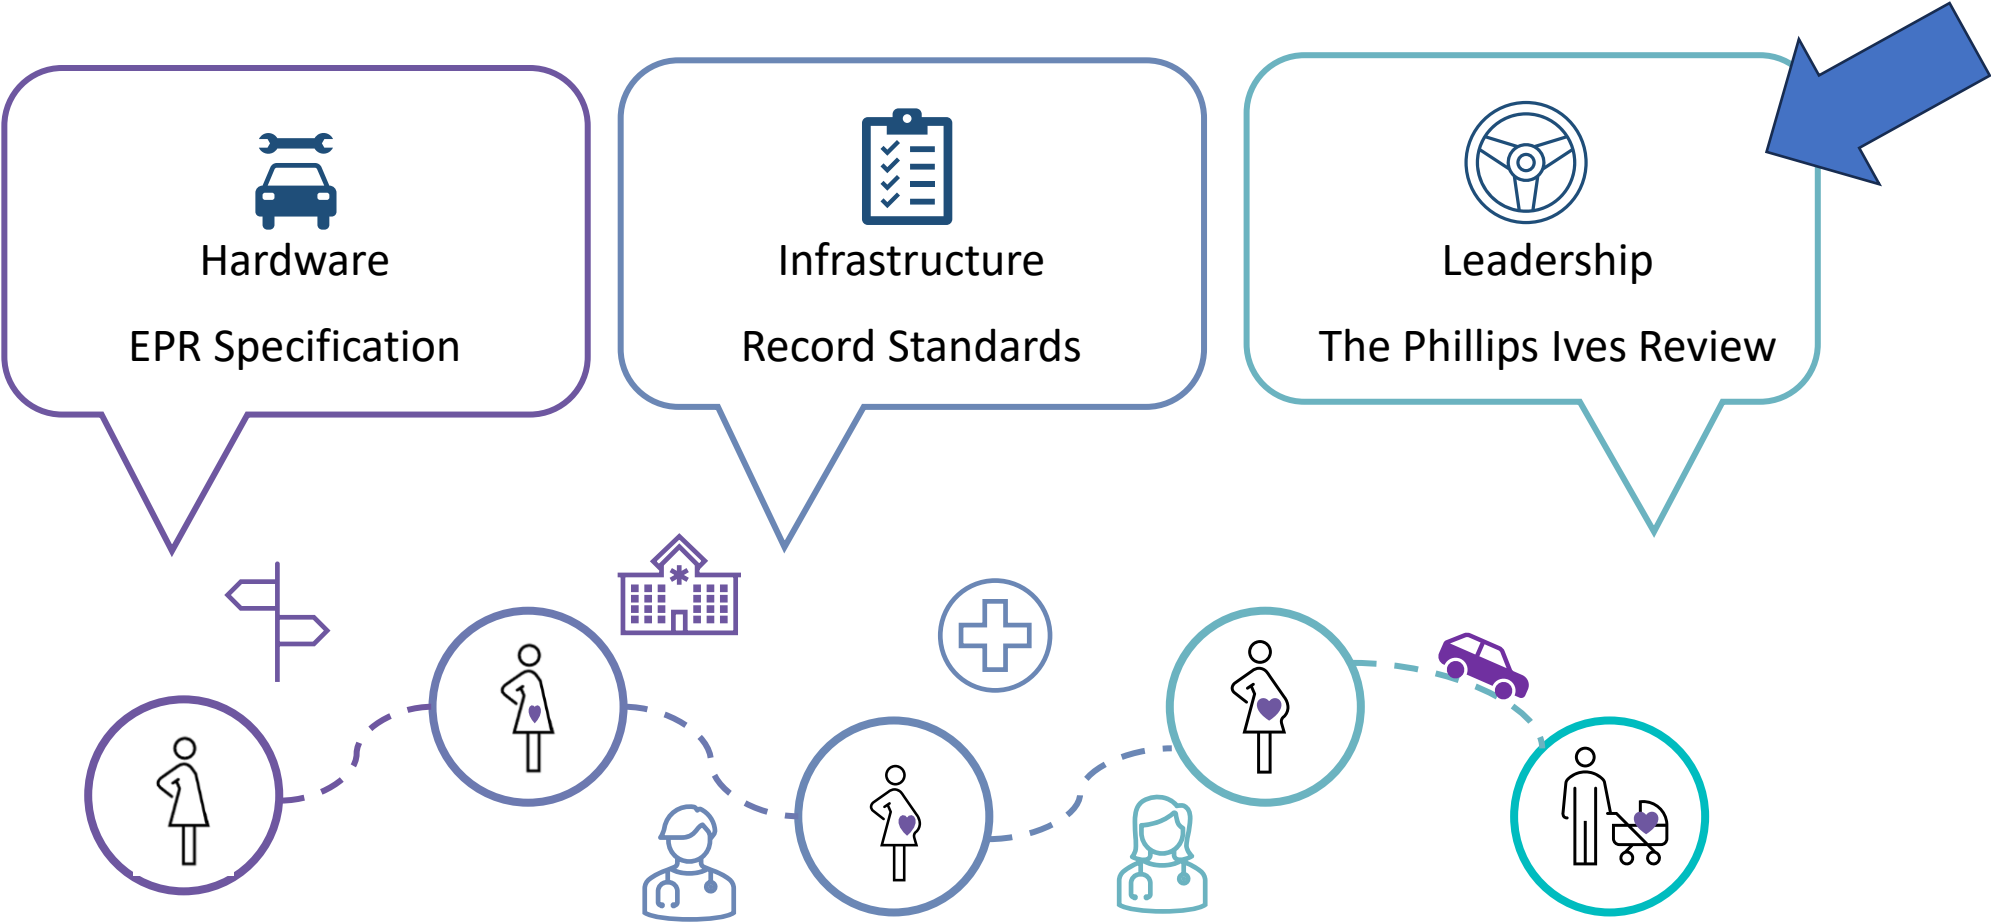 Hardware
EPR Specification
Infrastructure
Record Standards
Leadership
The Phillips Ives Review